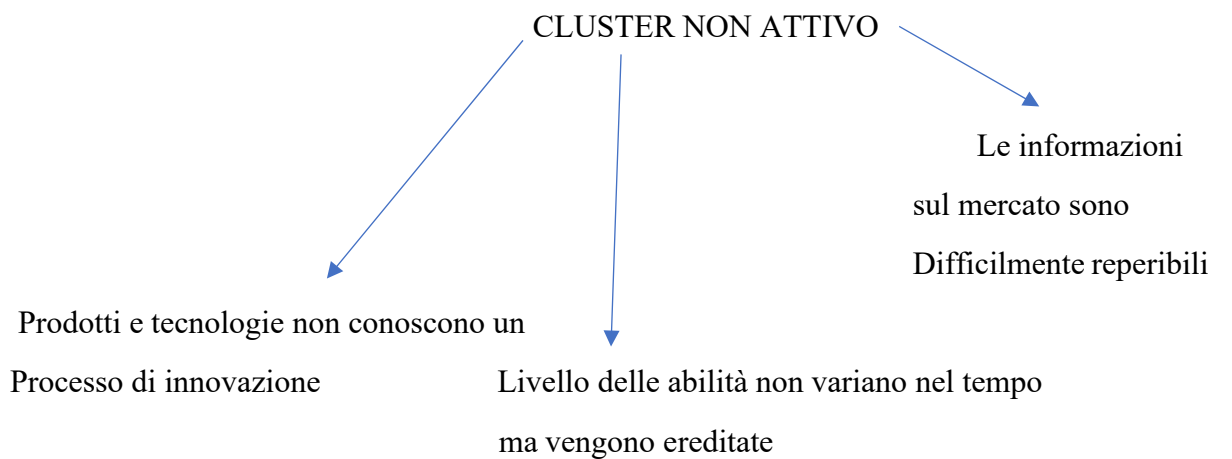 CLUSTER NON ATTIVO
Le informazioni
sul mercato sono
Difficilmente reperibili
Prodotti e tecnologie non conoscono un
Processo di innovazione
Livello delle abilità non variano nel tempo
ma vengono ereditate